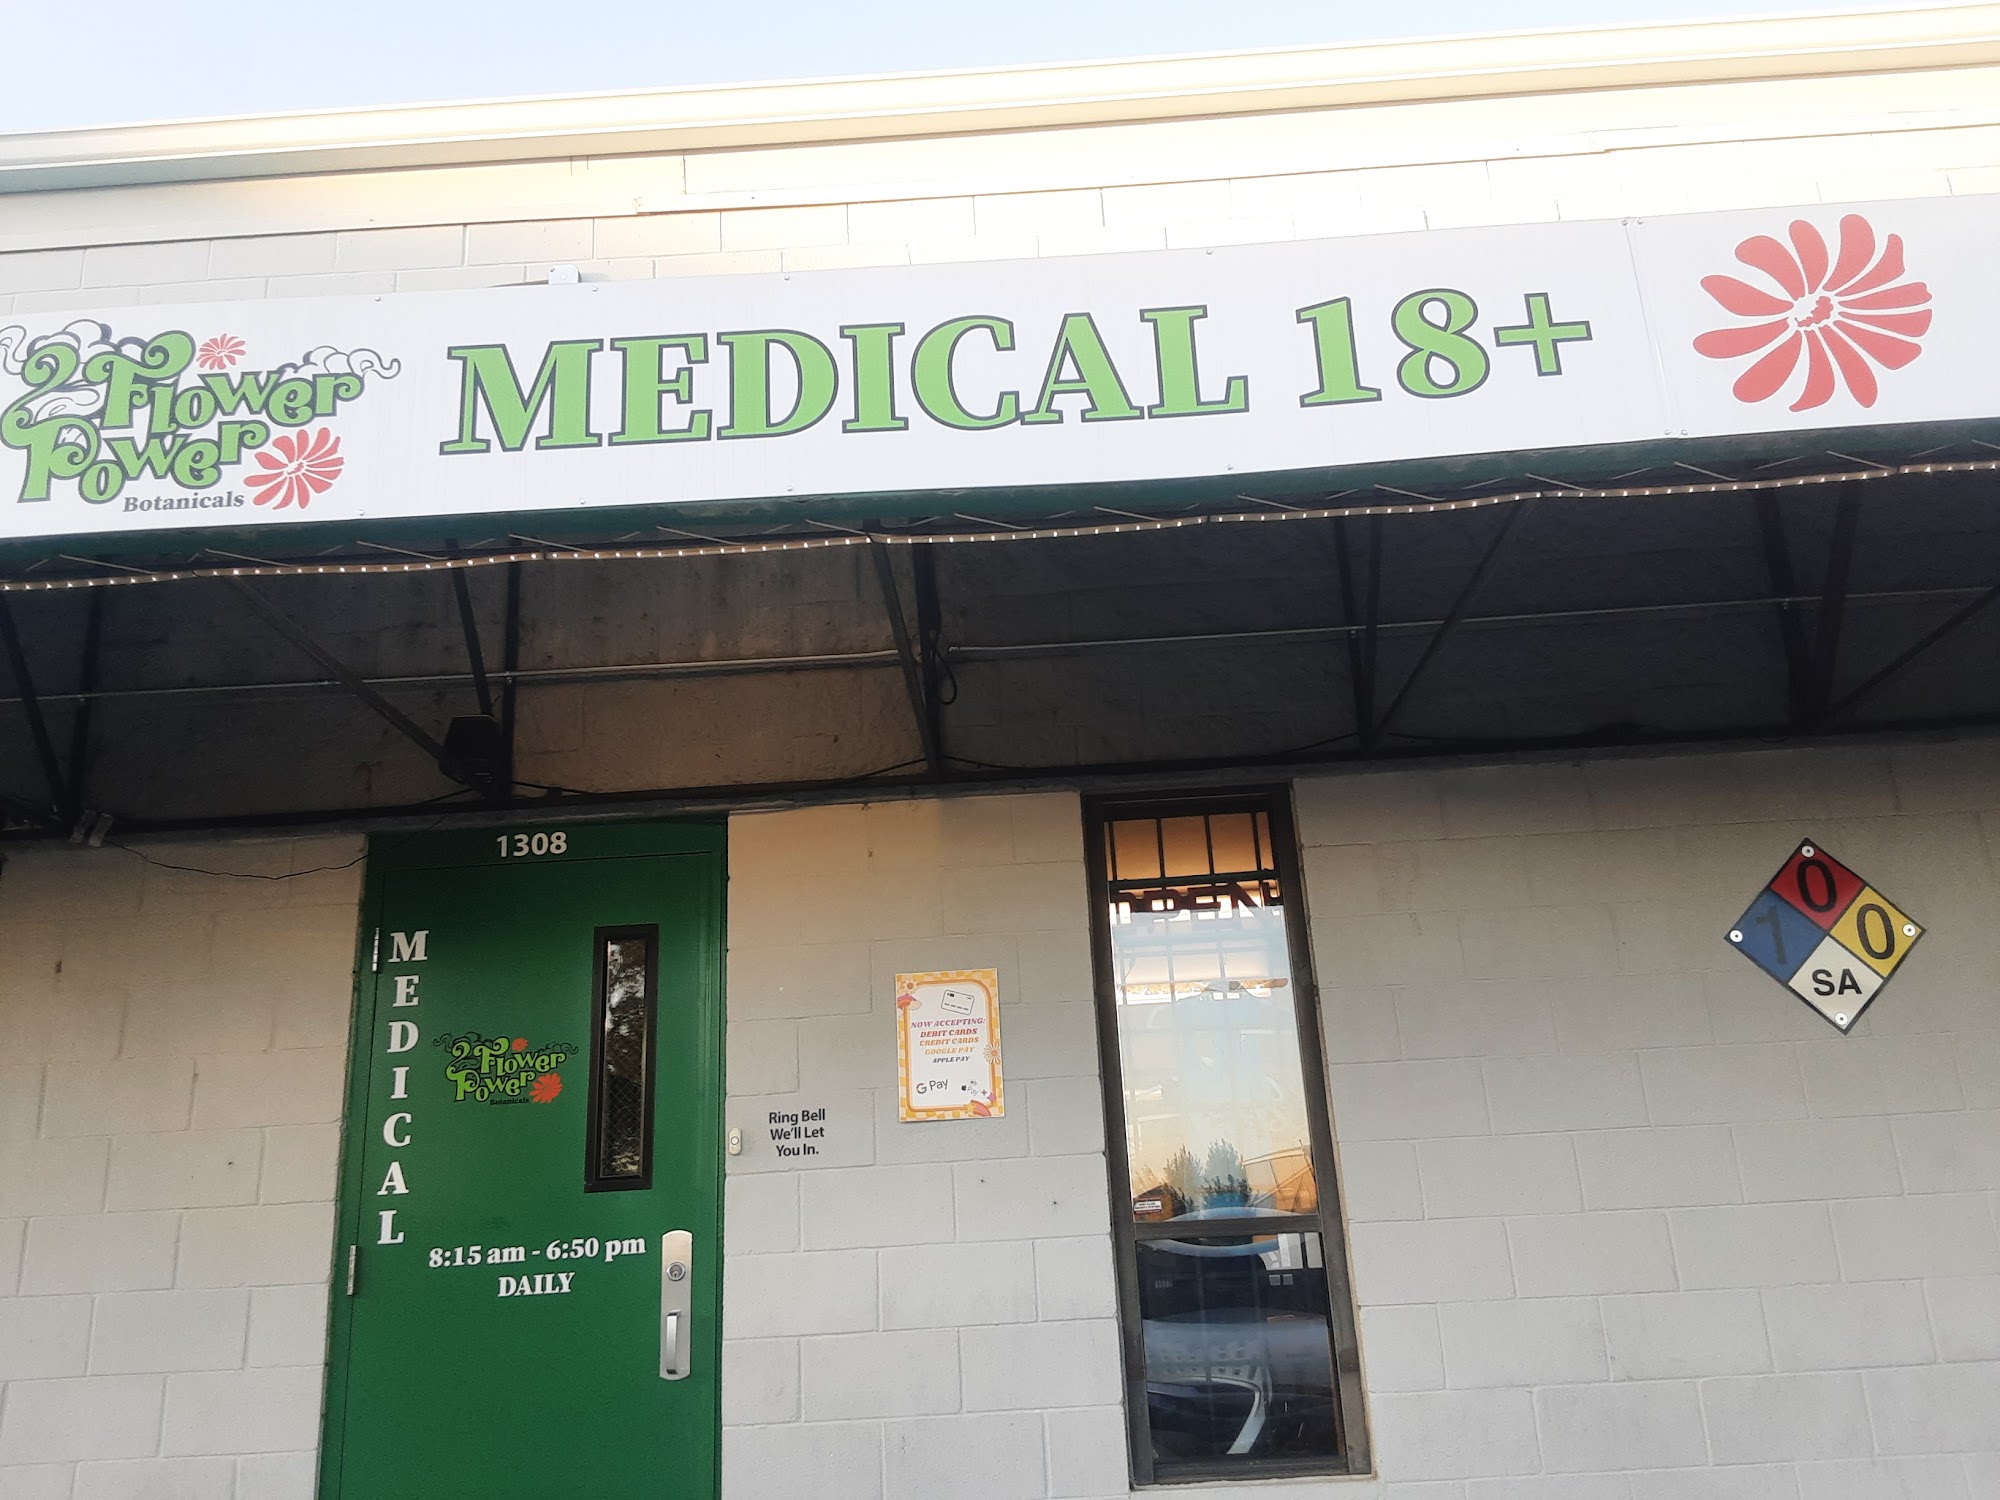 Flower
Power
Botanicals
MEDICAL 18+
1308
MEDICAL
Flower
Power
Botanicals
8:15 am - 6:50 pm
DAILY
Ring Bell
We'll Let
You In.
NOW ACCEPTING:
DEBIT CARDS
CREDIT CARDS
GOOGLE PAY
APPLE PAY
G Pay
Pay
OPEN
0
1 0
SA